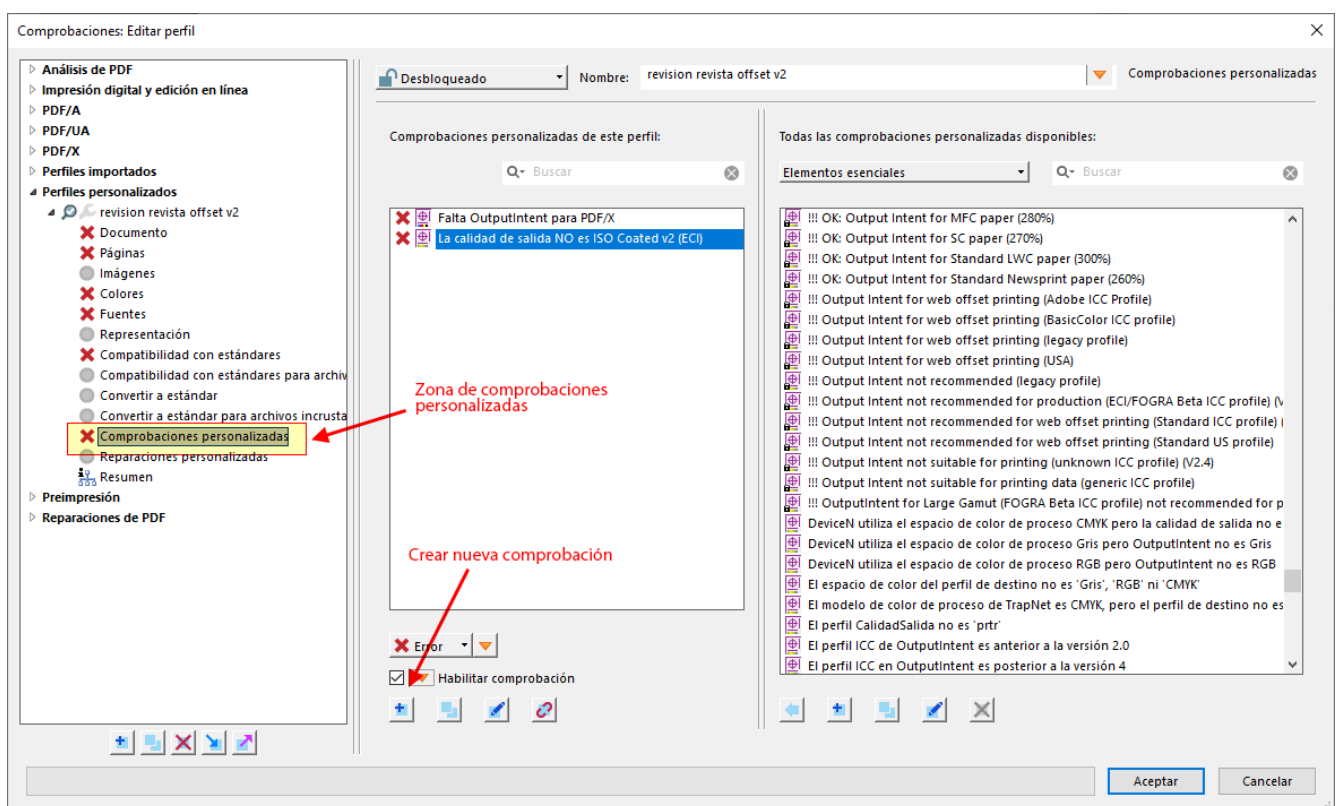 Comprobaciones: Editar perfil
Análisis de PDF
Impresión digital y edición en línea
PDF/A
PDF/UA
PDF/X
Perfiles importados
Perfiles personalizados
revision revista offset v2
Documento
Páginas
Imágenes
Colores
Fuentes
Representación
Compatibilidad con estándares
Compatibilidad con estándares para archiv
Convertir a estándar
Convertir a estándar para archivos incrusta
Comprobaciones personalizadas
Reparaciones personalizadas
Resumen
Preimpresión
Reparaciones de PDF
Desbloqueado
Nombre:
revision revista offset v2
Comprobaciones personalizadas
Comprobaciones personalizadas de este perfil:
Buscar
Falta OutputIntent para PDF/X
La calidad de salida NO es ISO Coated v2 (ECI)
Zona de comprobaciones
personalizadas
Crear nueva comprobación
Error
Habilitar comprobación
Todas las comprobaciones personalizadas disponibles:
Elementos esenciales
Buscar
!!! OK: Output Intent for MFC paper (280%)
!!! OK: Output Intent for SC paper (270%)
!!! OK: Output Intent for Standard LWC paper (300%)
!!! OK: Output Intent for Standard Newsprint paper (260%)
!!! Output Intent for web offset printing (Adobe ICC Profile)
!!! Output Intent for web offset printing (BasicColor ICC profile)
!!! Output Intent for web offset printing (legacy profile)
!!! Output Intent for web offset printing (USA)
!!! Output Intent not recommended (legacy profile)
!!! Output Intent not recommended for production (ECI/FOGRA Beta ICC profile) (V
!!! Output Intent not recommended for web offset printing (Standard ICC profile) (
!!! Output Intent not recommended for web offset printing (Standard US profile)
!!! Output Intent not suitable for printing (unknown ICC profile) (V2.4)
!!! Output Intent not suitable for printing data (generic ICC profile)
!!! OutputIntent for Large Gamut (FOGRA Beta ICC profile) not recommended for p
DeviceN utiliza el espacio de color de proceso CMYK pero la calidad de salida no e
DeviceN utiliza el espacio de color de proceso Gris pero OutputIntent no es Gris
DeviceN utiliza el espacio de color de proceso RGB pero OutputIntent no es RGB
El espacio de color del perfil de destino no es 'Gris', 'RGB' ni 'CMYK'
El modelo de color de proceso de TrapNet es CMYK, pero el perfil de destino no es
El perfil CalidadSalida no es 'prtr'
El perfil ICC de OutputIntent es anterior a la versión 2.0
El perfil ICC en OutputIntent es posterior a la versión 4
Aceptar
Cancelar